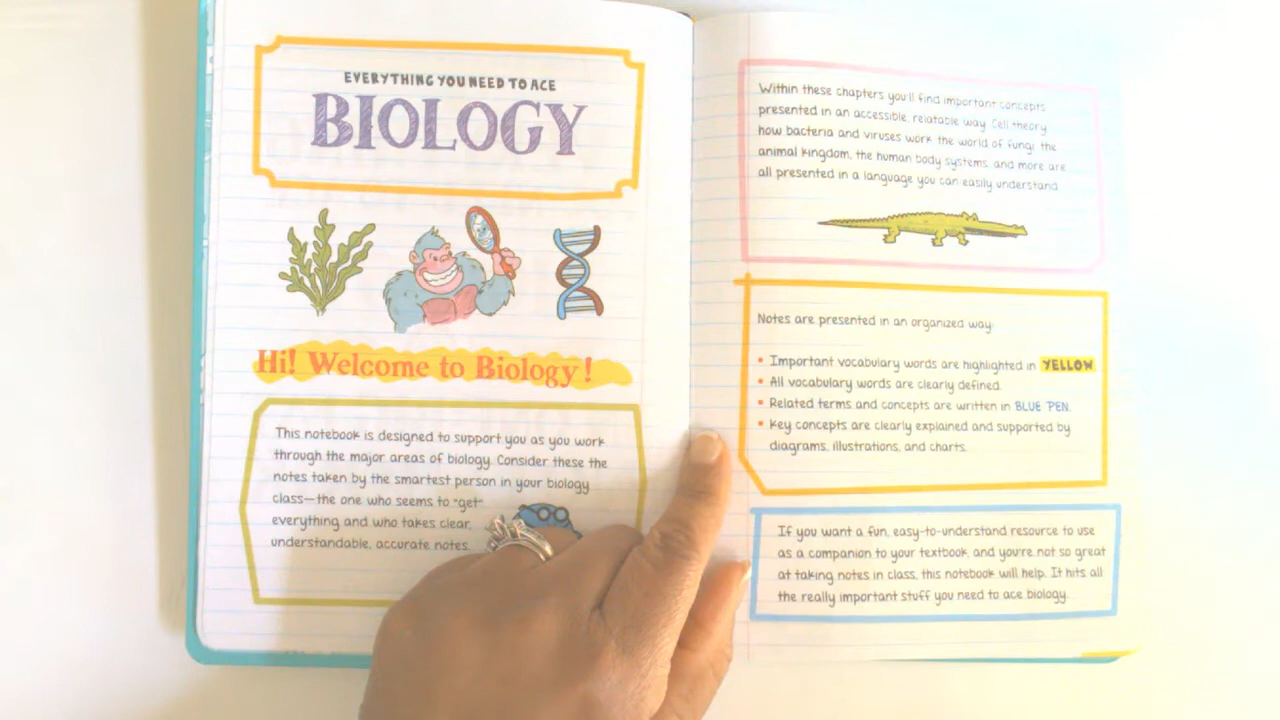 EVERYTHING YOU NEED TO ACE
BIOLOGY
Hi! Welcome to Biology!
This notebook is designed to support you as you work
through the major areas of biology. Consider these the
notes taken by the smartest person in your biology
class—the one who seems to "get"
everything and who takes clear,
understandable, accurate notes.
Within these chapters you'll find important concepts
presented in an accessible, relatable way. Cell theory,
how bacteria and viruses work, the world of fungi, the
animal kingdom, the human body systems, and more are
all presented in a language you can easily understand.
Notes are presented in an organized way:
• Important vocabulary words are highlighted in YELLOW.
• All vocabulary words are clearly defined.
• Related terms and concepts are written in BLUE PEN.
• Key concepts are clearly explained and supported by
diagrams, illustrations, and charts.
If you want a fun, easy-to-understand resource to use
as a companion to your textbook, and you're not so great
at taking notes in class, this notebook will help. It hits all
the really important stuff you need to ace biology.